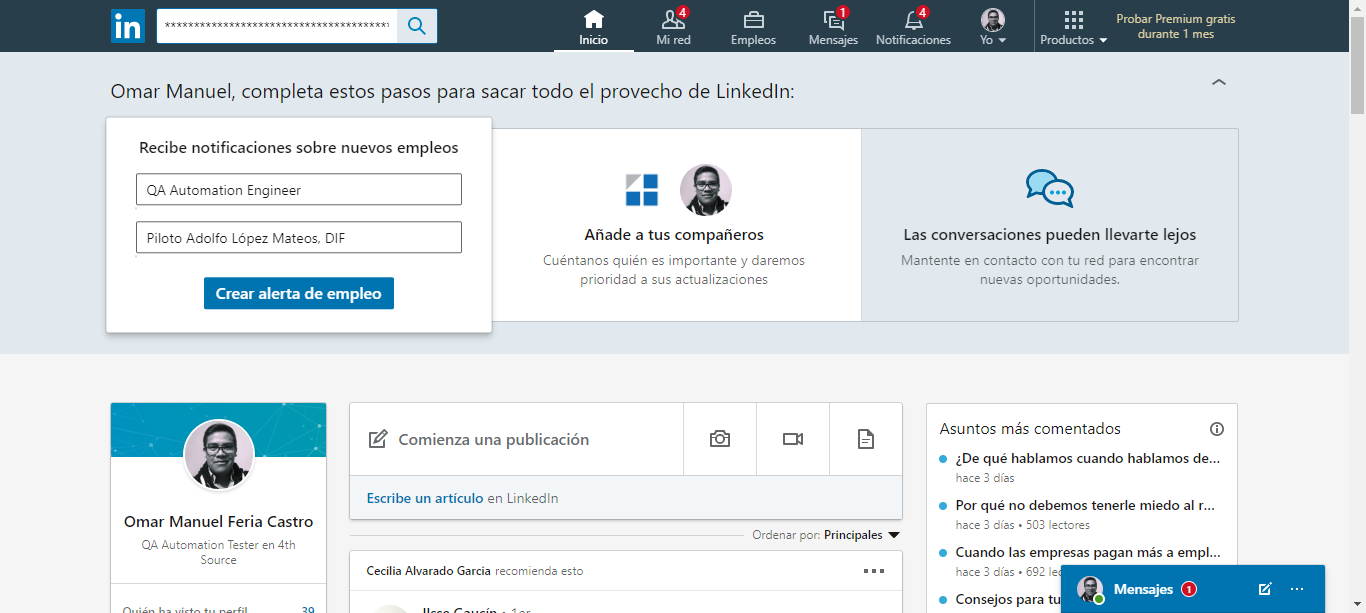 in
****************************************
4
1
4
Inicio
Mi red
Empleos
Mensajes
Notificaciones
Yo
Productos
Probar Premium gratis
durante 1 mes
Omar Manuel, completa estos pasos para sacar todo el provecho de LinkedIn:
Recibe notificaciones sobre nuevos empleos
QA Automation Engineer
Piloto Adolfo López Mateos, DIF
Crear alerta de empleo
Añade a tus compañeros
Cuéntanos quién es importante y daremos
prioridad a sus actualizaciones
Las conversaciones pueden llevarte lejos
Mantente en contacto con tu red para encontrar
nuevas oportunidades.
Omar Manuel Feria Castro
QA Automation Tester en 4th
Source
Quién ha visto tu perfil 39
Comienza una publicación
Escribe un artículo en LinkedIn
Ordenar por: Principales
Cecilia Alvarado Garcia recomienda esto
Ilse Gaucín • 1er
Asuntos más comentados
¿De qué hablamos cuando hablamos de...
hace 3 días
Por qué no debemos tenerle miedo al r...
hace 3 días • 503 lectores
Cuando las empresas pagan más a empl...
hace 3 días • 692 le
Consejos para tu
Mensajes 1